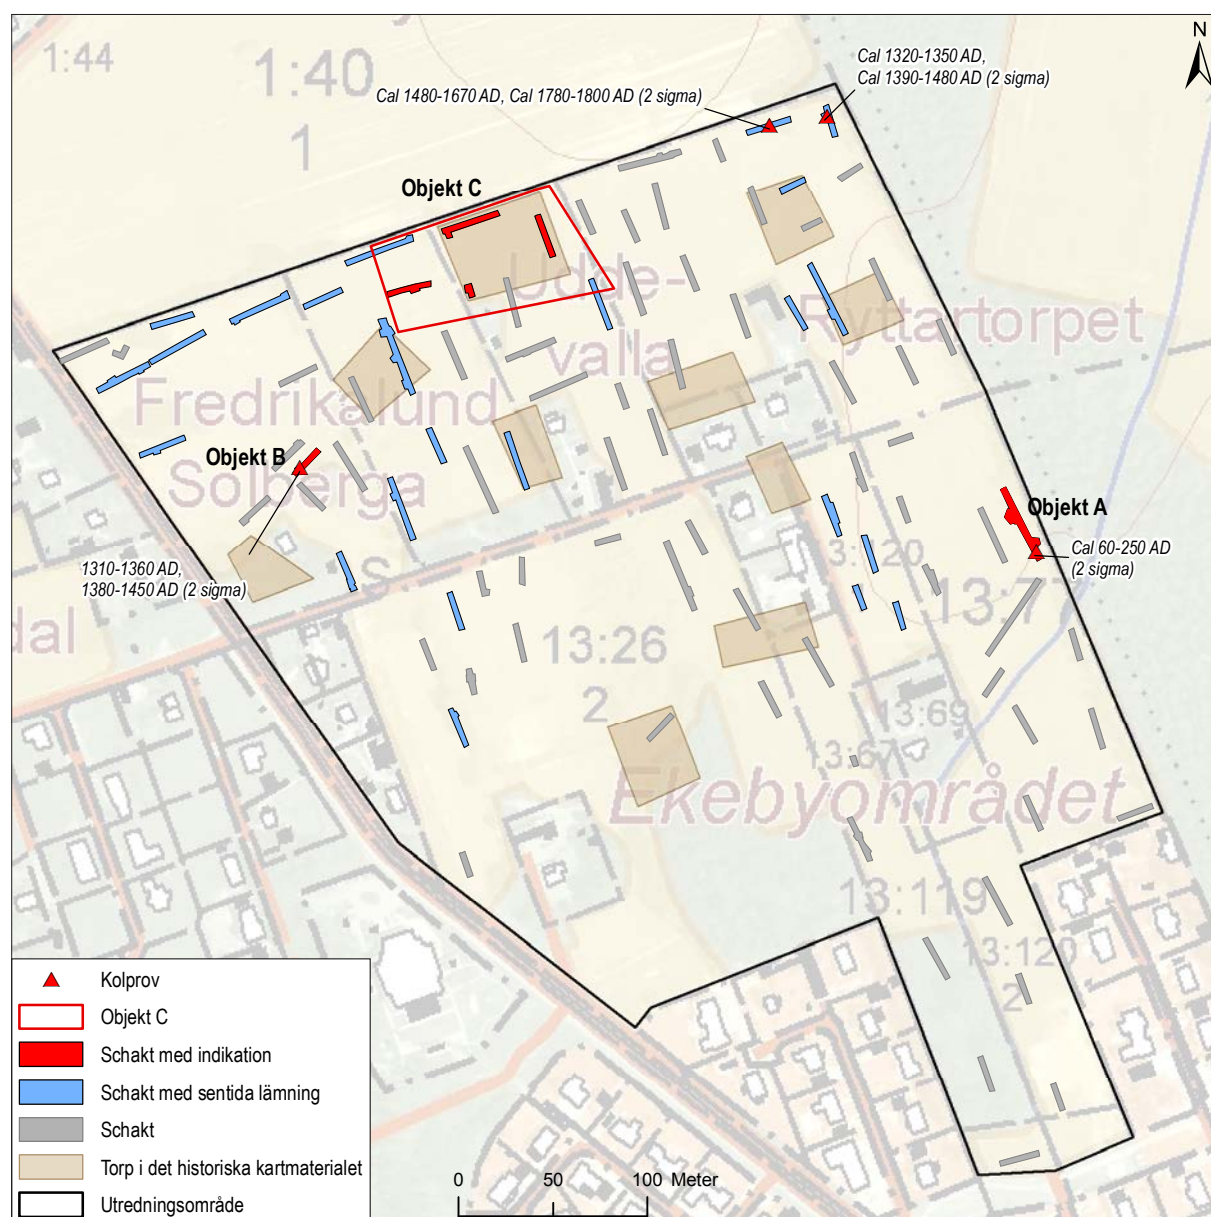 1:44
1:40
1
N
Cal 1320-1350 AD,
Cal 1390-1480 AD (2 sigma)
Cal 1480-1670 AD, Cal 1780-1800 AD (2 sigma)
Objekt C
Udde-
valla
Ryttartorpet
Fredrikalund
Objekt B
Solberga
Objekt A
Cal 60-250 AD
(2 sigma)
1310-1360 AD,
1380-1450 AD (2 sigma)
S
3:120
13:77
dal
13:26
2
13:69
13:67
Ekebyområdet
13:119
13:120
2
Kolprov
Objekt C
Schakt med indikation
Schakt med sentida lämning
Schakt
Torp i det historiska kartmaterialet
Utredningsområde
0 50 100 Meter